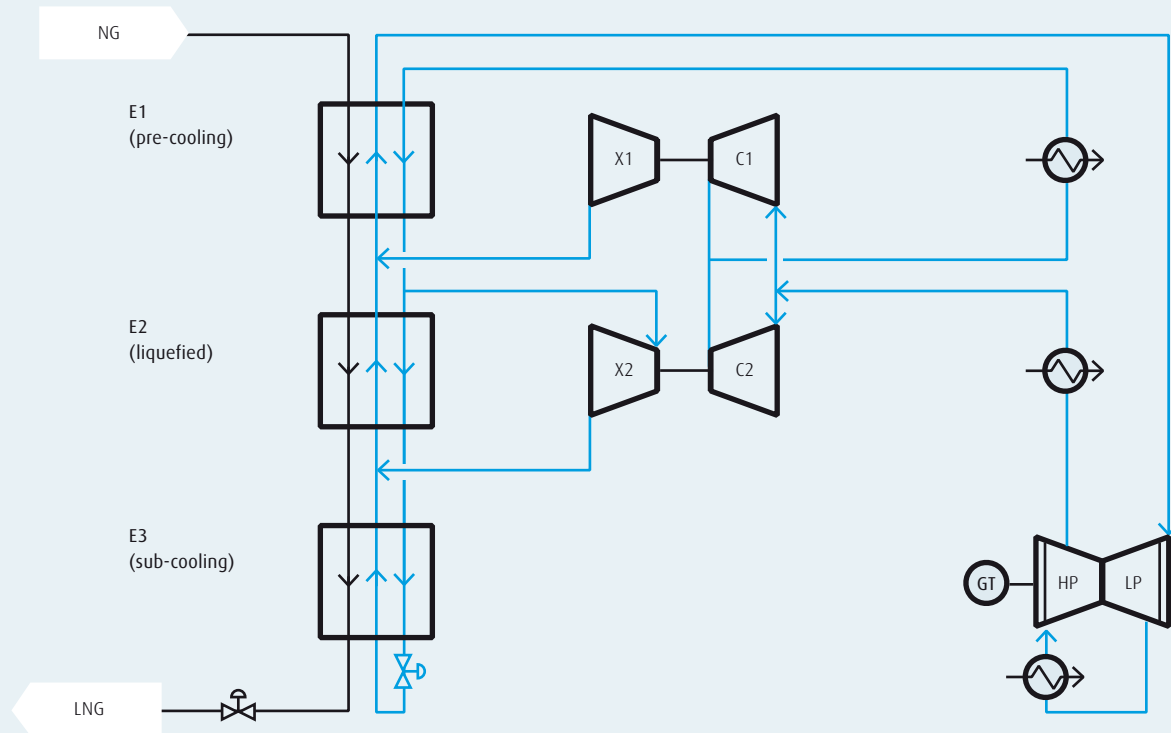 NG
E1
(pre-cooling)
X1
C1
E2
(liquefied)
X2
C2
E3
(sub-cooling)
GT
HP
LP
LNG